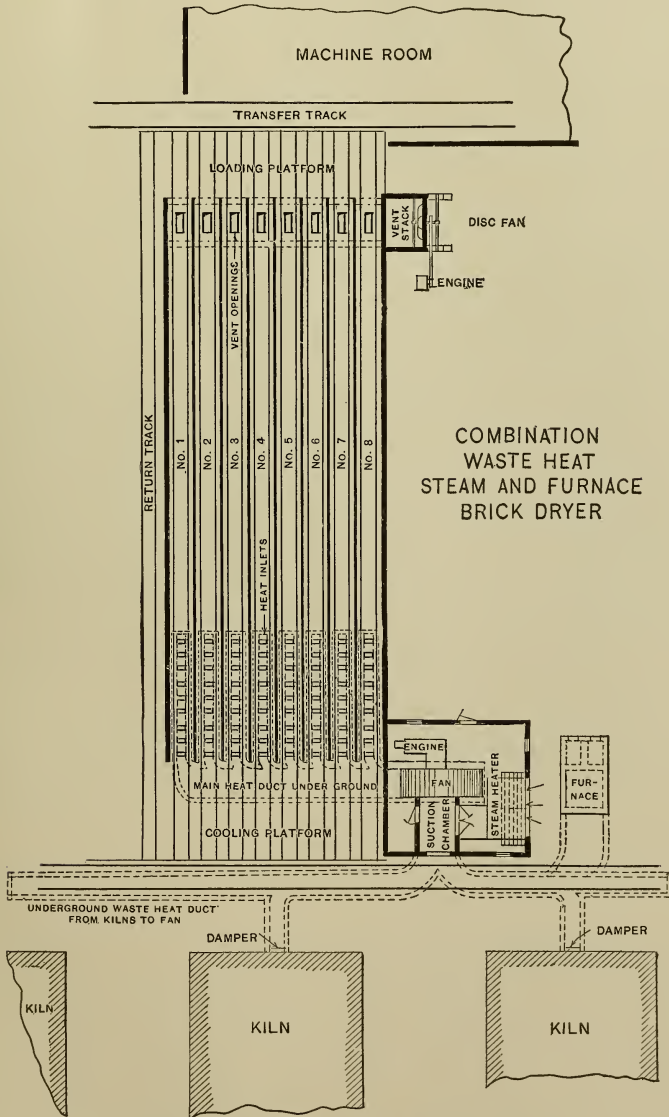 MACHINE ROOM
TRANSFER TRACK
LOADING PLATFORM
VENT STACK
DISC FAN
ENGINE
VENT OPENINGS
RETURN TRACK
No. 1
No. 2
No. 3
No. 4
No. 5
No. 6
No. 7
No. 8
COMBINATION
WASTE HEAT
STEAM AND FURNACE
BRICK DRYER
HEAT INLETS
ENGINE
MAIN HEAT DUCT UNDER GROUND
FAN
STEAM HEATER
FUR-
NACE
SUCTION
CHAMBER
COOLING PLATFORM
UNDERGROUND WASTE HEAT DUCT
FROM KILNS TO FAN
DAMPER
DAMPER
KILN
KILN
KILN